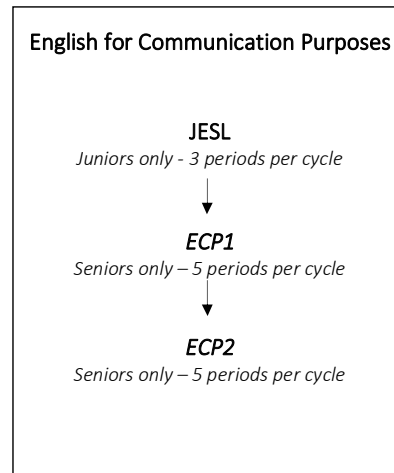 English for Communication Purposes
JESL
Juniors only - 3 periods per cycle
ECP1
Seniors only – 5 periods per cycle
ECP2
Seniors only – 5 periods per cycle